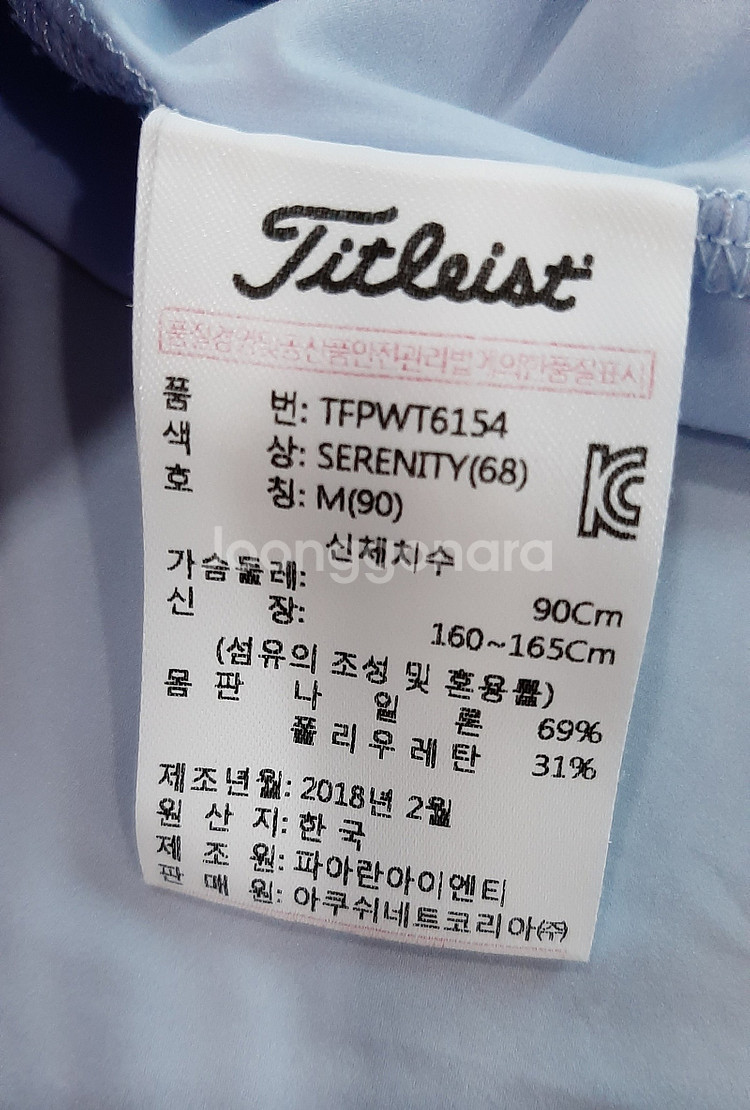 Titleist
품질경영및공산품안전관리법에의한품질표시
품 번: TFPWT6154
색 상: SERENITY(68)
호 칭: M(90)
신체치수
가슴둘레: 90Cm
신 장: 160~165Cm
(섬유의 조성 및 혼용률)
몸 판 나 일 론 69%
폴리우레탄 31%
제조년월: 2018년 2월
원 산 지: 한국
제 조 원: 파아란아이엔티
판 매 원: 아쿠쉬네트코리아㈜
joonggonara